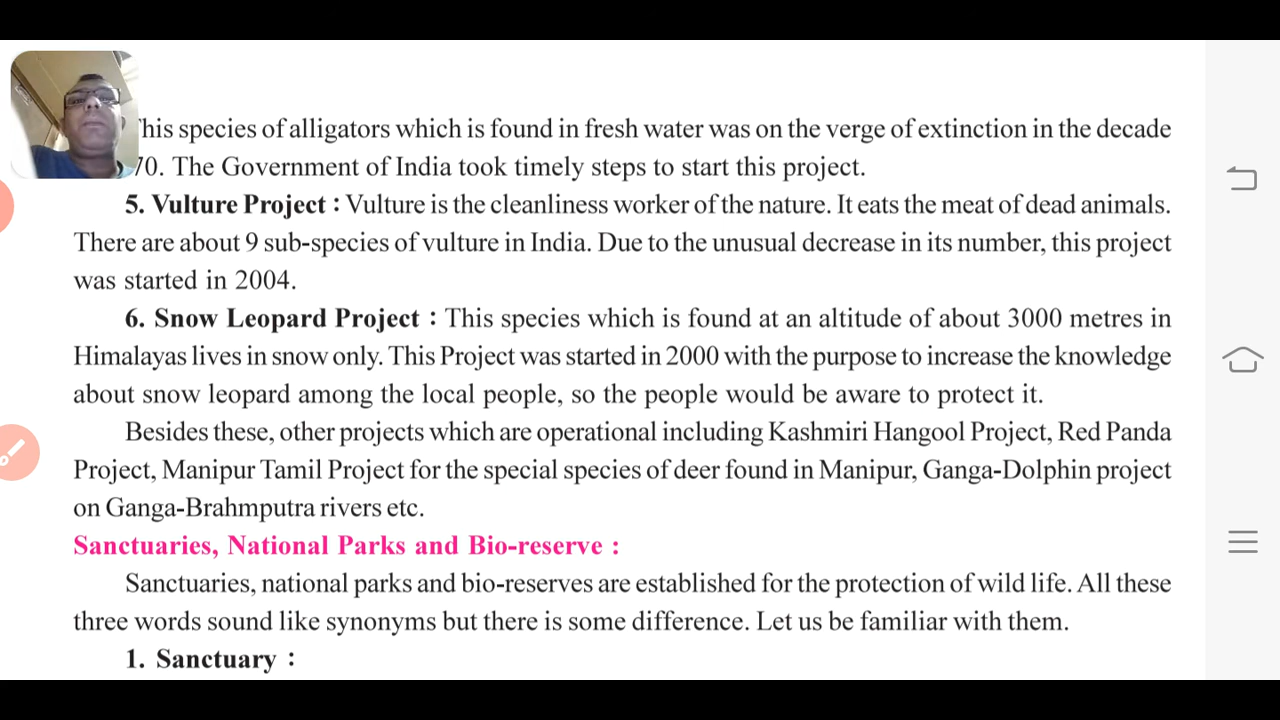 his species of alligators which is found in fresh water was on the verge of extinction in the decade
70. The Government of India took timely steps to start this project.
5. Vulture Project : Vulture is the cleanliness worker of the nature. It eats the meat of dead animals.
There are about 9 sub-species of vulture in India. Due to the unusual decrease in its number, this project
was started in 2004.
6. Snow Leopard Project : This species which is found at an altitude of about 3000 metres in
Himalayas lives in snow only. This Project was started in 2000 with the purpose to increase the knowledge
about snow leopard among the local people, so the people would be aware to protect it.
Besides these, other projects which are operational including Kashmiri Hangool Project, Red Panda
Project, Manipur Tamil Project for the special species of deer found in Manipur, Ganga-Dolphin project
on Ganga-Brahmputra rivers etc.
Sanctuaries, National Parks and Bio-reserve :
Sanctuaries, national parks and bio-reserves are established for the protection of wild life. All these
three words sound like synonyms but there is some difference. Let us be familiar with them.
1. Sanctuary :